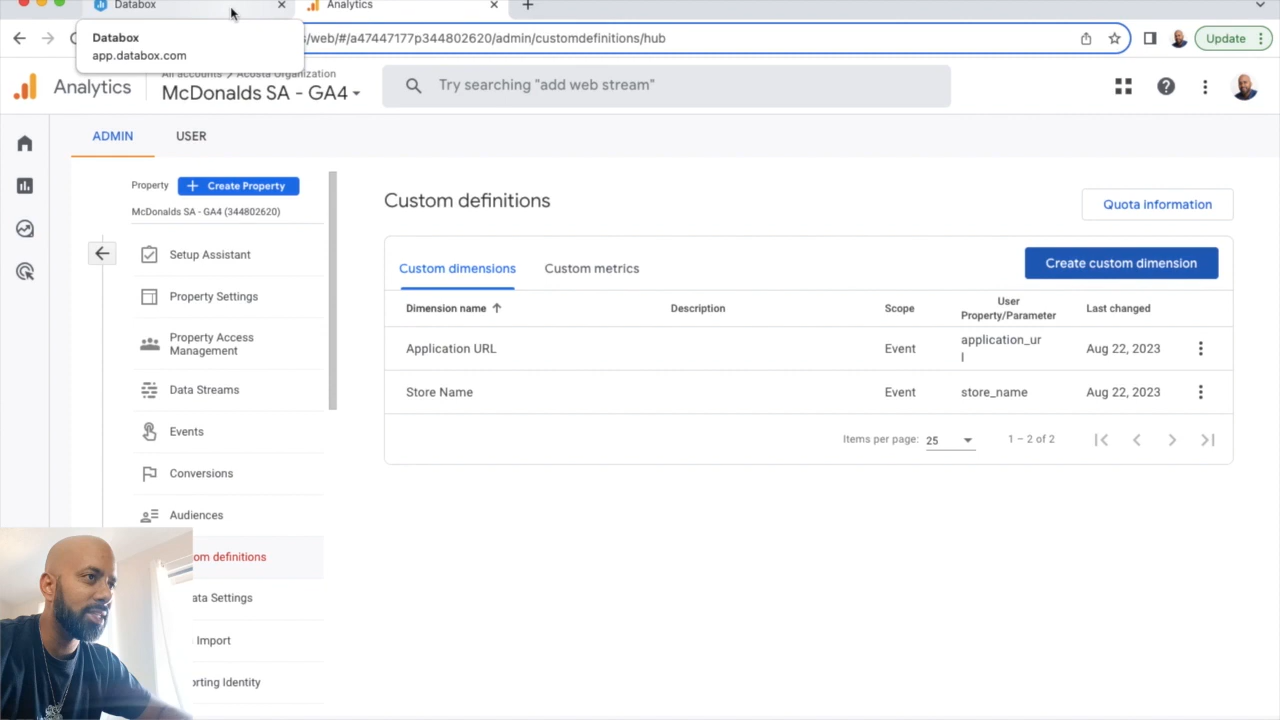 Databox
Analytics
Databox
app.databox.com
s/web/#/a47447177p344802620/admin/customdefinitions/hub
Update
Analytics
All accounts > Acosta Organization
McDonalds SA - GA4
Try searching "add web stream"
ADMIN
USER
Property
Create Property
McDonalds SA - GA4 (344802620)
Setup Assistant
Property Settings
Property Access
Management
Data Streams
Events
Conversions
Audiences
om definitions
ata Settings
Import
orting Identity
Custom definitions
Quota information
Custom dimensions
Custom metrics
Create custom dimension
Dimension name
Description
Scope
User
Property/Parameter
Last changed
Application URL
Event
application_ur
l
Aug 22, 2023
Store Name
Event
store_name
Aug 22, 2023
Items per page:
25
1 – 2 of 2